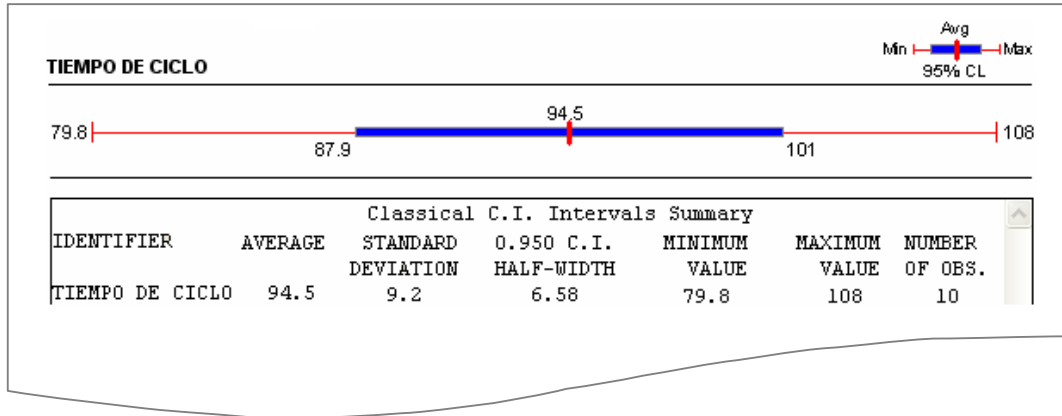 Avg
Min Max
TIEMPO DE CICLO 95% CL
94.5
79.8 108
87.9 101
Classical C.I. Intervals Summary
IDENTIFIER AVERAGE STANDARD 0.950 C.I. MINIMUM MAXIMUM NUMBER
DEVIATION HALF-WIDTH VALUE VALUE OF OBS.
TIEMPO DE CICLO 94.5 9.2 6.58 79.8 108 10